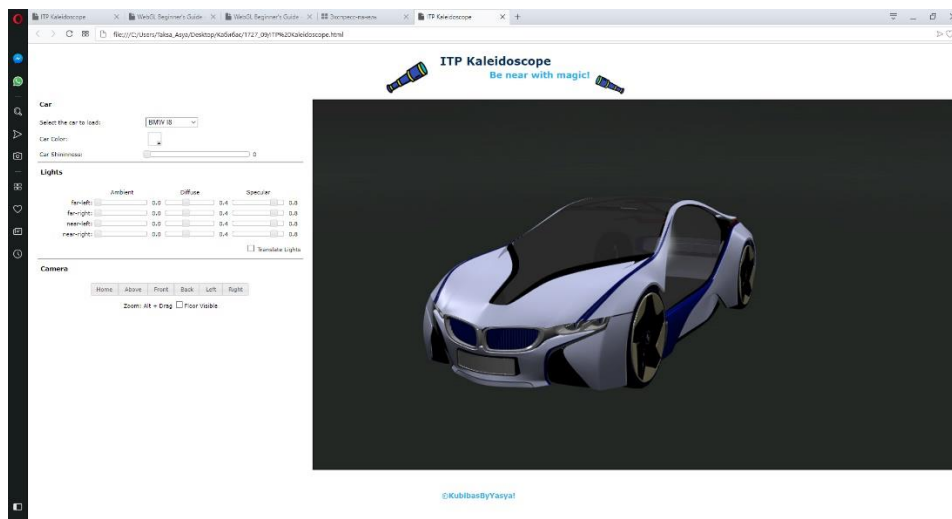 ITP Kaleidoscope
WebGL Beginner's Guide -
WebGL Beginner's Guide -
Экспресс-панель
ITP Kaleidoscope
file:///C:/Users/Taksa_Asya/Desktop/Кабибас/1727_09/ITP%20Kaleidoscope.html
ITP Kaleidoscope
Be near with magic!
Car
Select the car to load: BMW I8
Car Color:
Car Shininess: 0
Lights
Ambient Diffuse Specular
far-left: 0.0 0.4 0.8
far-right: 0.0 0.4 0.8
near-left: 0.0 0.4 0.8
near-right: 0.0 0.4 0.8
Translate Lights
Camera
Home Above Front Back Left Right
Zoom: Alt + Drag Floor Visible
©KubibasByYasya!